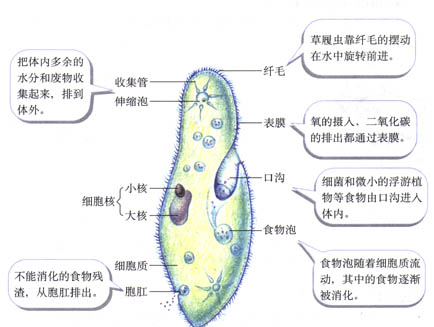 把体内多余的
水分和废物收
集起来，排到
体外。
收集管
伸缩泡
小核
细胞核
大核
细胞质
胞肛
不能消化的食物残
渣，从胞肛排出。
纤毛
草履虫靠纤毛的摆动
在水中旋转前进。
表膜
氧的摄入、二氧化碳
的排出都通过表膜。
口沟
细菌和微小的浮游植
物等食物由口沟进入
体内。
食物泡
食物泡随着细胞质流
动，其中的食物逐渐
被消化。